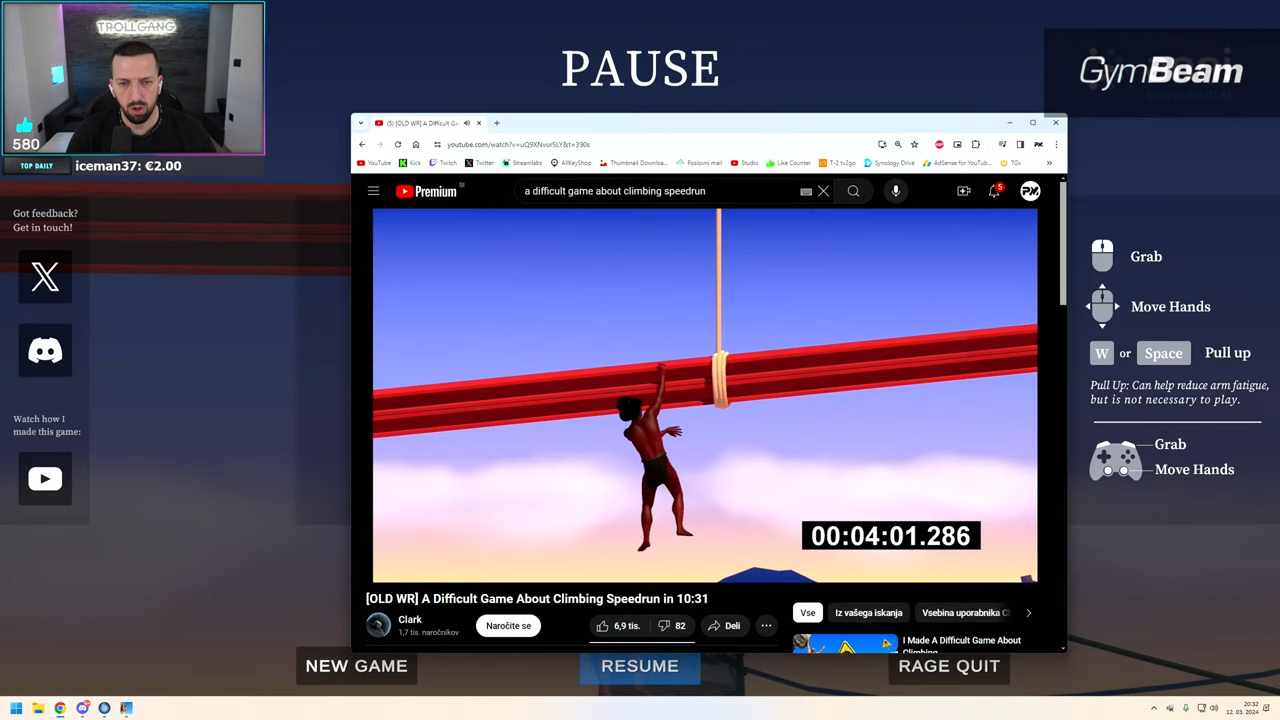 TROLLGANG
580
TOP DAILY
iceman37: €2.00
PAUSE
GymBeam
Got feedback?
Get in touch!
Watch how I
made this game:
(5) [OLD WR] A Difficult Ga
youtube.com/watch?v=uQ9XNvur5LY&t=390s
YouTube
Kick
Twitch
Twitter
Streamlabs
AllKeyShop
Thumbnail Downloa...
Poslovni mail
Studio
Like Counter
T-2 tv2go
Synology Drive
AdSense for YouTub...
TGx
Premium SI
a difficult game about climbing speedrun
5
PM
00:04:01.286
[OLD WR] A Difficult Game About Climbing Speedrun in 10:31
Clark
1,7 tis. naročnikov
Naročite se
6,9 tis.
82
Deli
Vse
Iz vašega iskanja
Vsebina uporabnika Cl
I Made A Difficult Game About
Climbing
Grab
Move Hands
W or Space Pull up
Pull Up: Can help reduce arm fatigue,
but is not necessary to play.
Grab
Move Hands
NEW GAME
RESUME
RAGE QUIT
20:32
12. 03. 2024